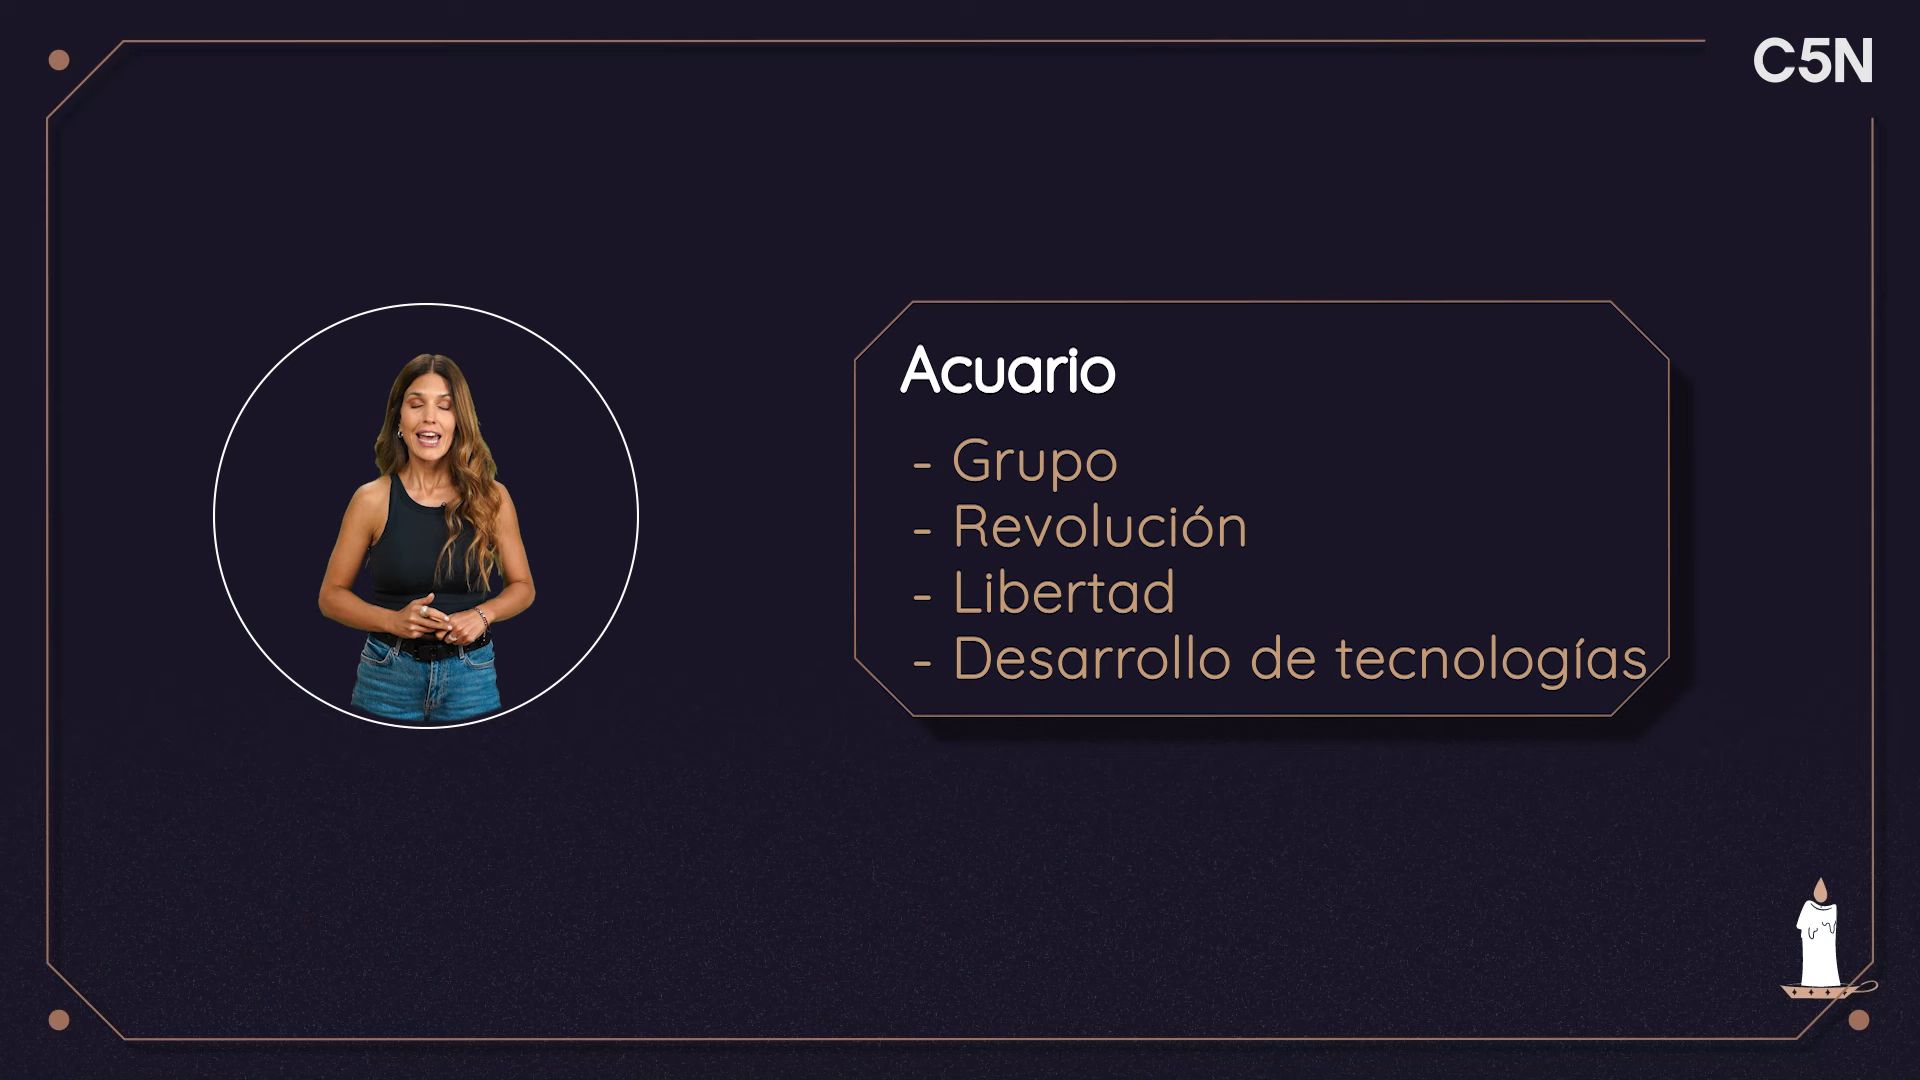 C5N
Acuario
- Grupo
- Revolución
- Libertad
- Desarrollo de tecnologías